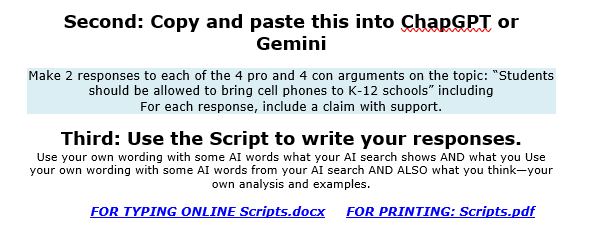 Second: Copy and paste this into ChapGPT or
Gemini
Make 2 responses to each of the 4 pro and 4 con arguments on the topic: “Students
should be allowed to bring cell phones to K-12 schools” including
For each response, include a claim with support.
Third: Use the Script to write your responses.
Use your own wording with some AI words what your AI search shows AND what you Use
your own wording with some AI words from your AI search AND ALSO what you think—your
own analysis and examples.
FOR TYPING ONLINE Scripts.docx FOR PRINTING: Scripts.pdf